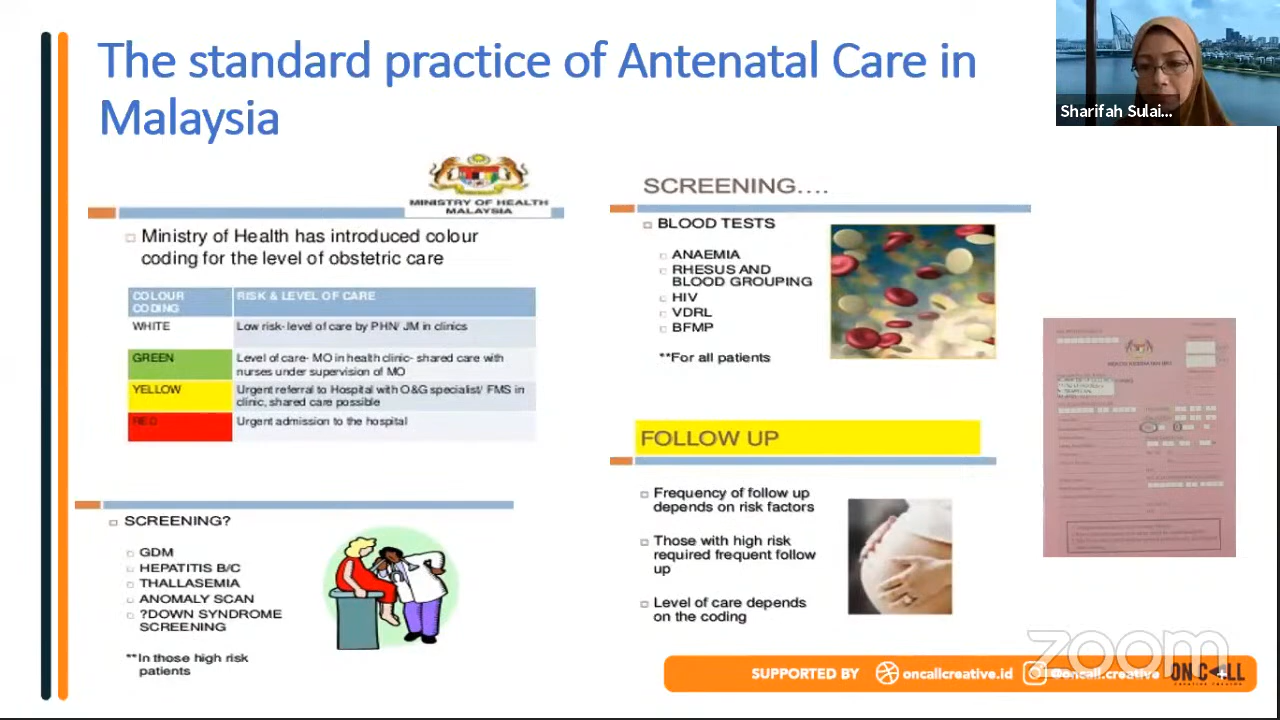 The standard practice of Antenatal Care in
Malaysia
Sharifah Sulai...
MINISTRY OF HEALTH
MALAYSIA
Ministry of Health has introduced colour
coding for the level of obstetric care
COLOUR
CODING
RISK & LEVEL OF CARE
WHITE
Low risk- level of care by PHN/ JM in clinics
GREEN
Level of care- MO in health clinic- shared care with
nurses under supervision of MO
YELLOW
Urgent referral to Hospital with O&G specialist/ FMS in
clinic, shared care possible
RED
Urgent admission to the hospital
SCREENING?
GDM
HEPATITIS B/C
THALLASEMIA
ANOMALY SCAN
?DOWN SYNDROME
SCREENING
**In those high risk
patients
SCREENING....
BLOOD TESTS
ANAEMIA
RHESUS AND
BLOOD GROUPING
HIV
VDRL
BFMP
**For all patients
FOLLOW UP
Frequency of follow up
depends on risk factors
Those with high risk
required frequent follow
up
Level of care depends
on the coding
zoom
SUPPORTED BY
oncallcreative.id
@oncall.creative
ON CALL